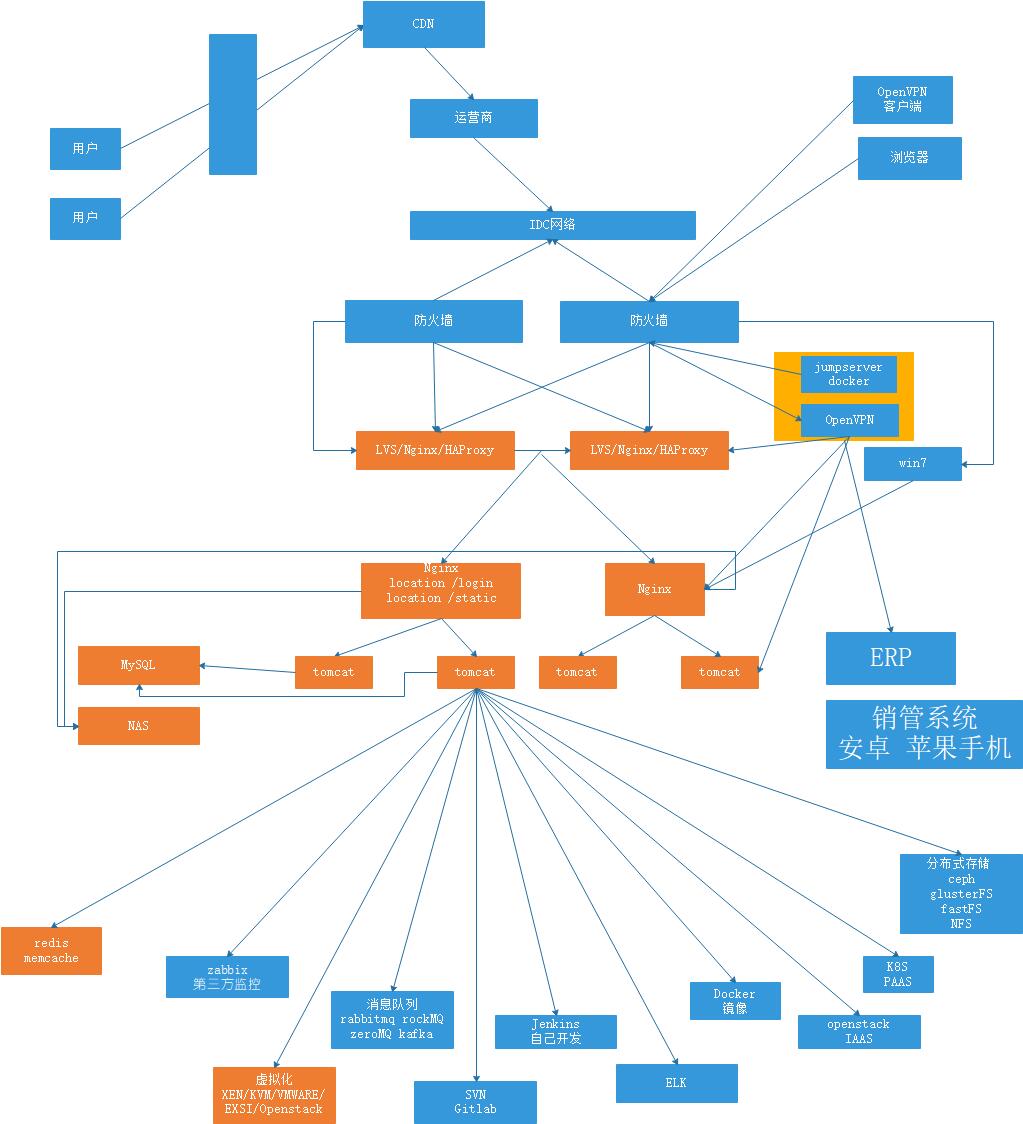 CDN
OpenVPN
客户端
运营商
用户
浏览器
用户
IDC网络
防火墙
防火墙
jumpserver
docker
OpenVPN
LVS/Nginx/HAProxy
LVS/Nginx/HAProxy
win7
Nginx
location /login
location /static
Nginx
MySQL
tomcat
tomcat
tomcat
tomcat
ERP
NAS
销管系统
安卓 苹果手机
分布式存储
ceph
glusterFS
fastFS
NFS
redis
memcache
zabbix
第三方监控
K8S
PAAS
消息队列
rabbitmq rockMQ
zeroMQ kafka
Docker
镜像
Jenkins
自己开发
openstack
IAAS
虚拟化
XEN/KVM/VMWARE/
EXSI/Openstack
SVN
Gitlab
ELK